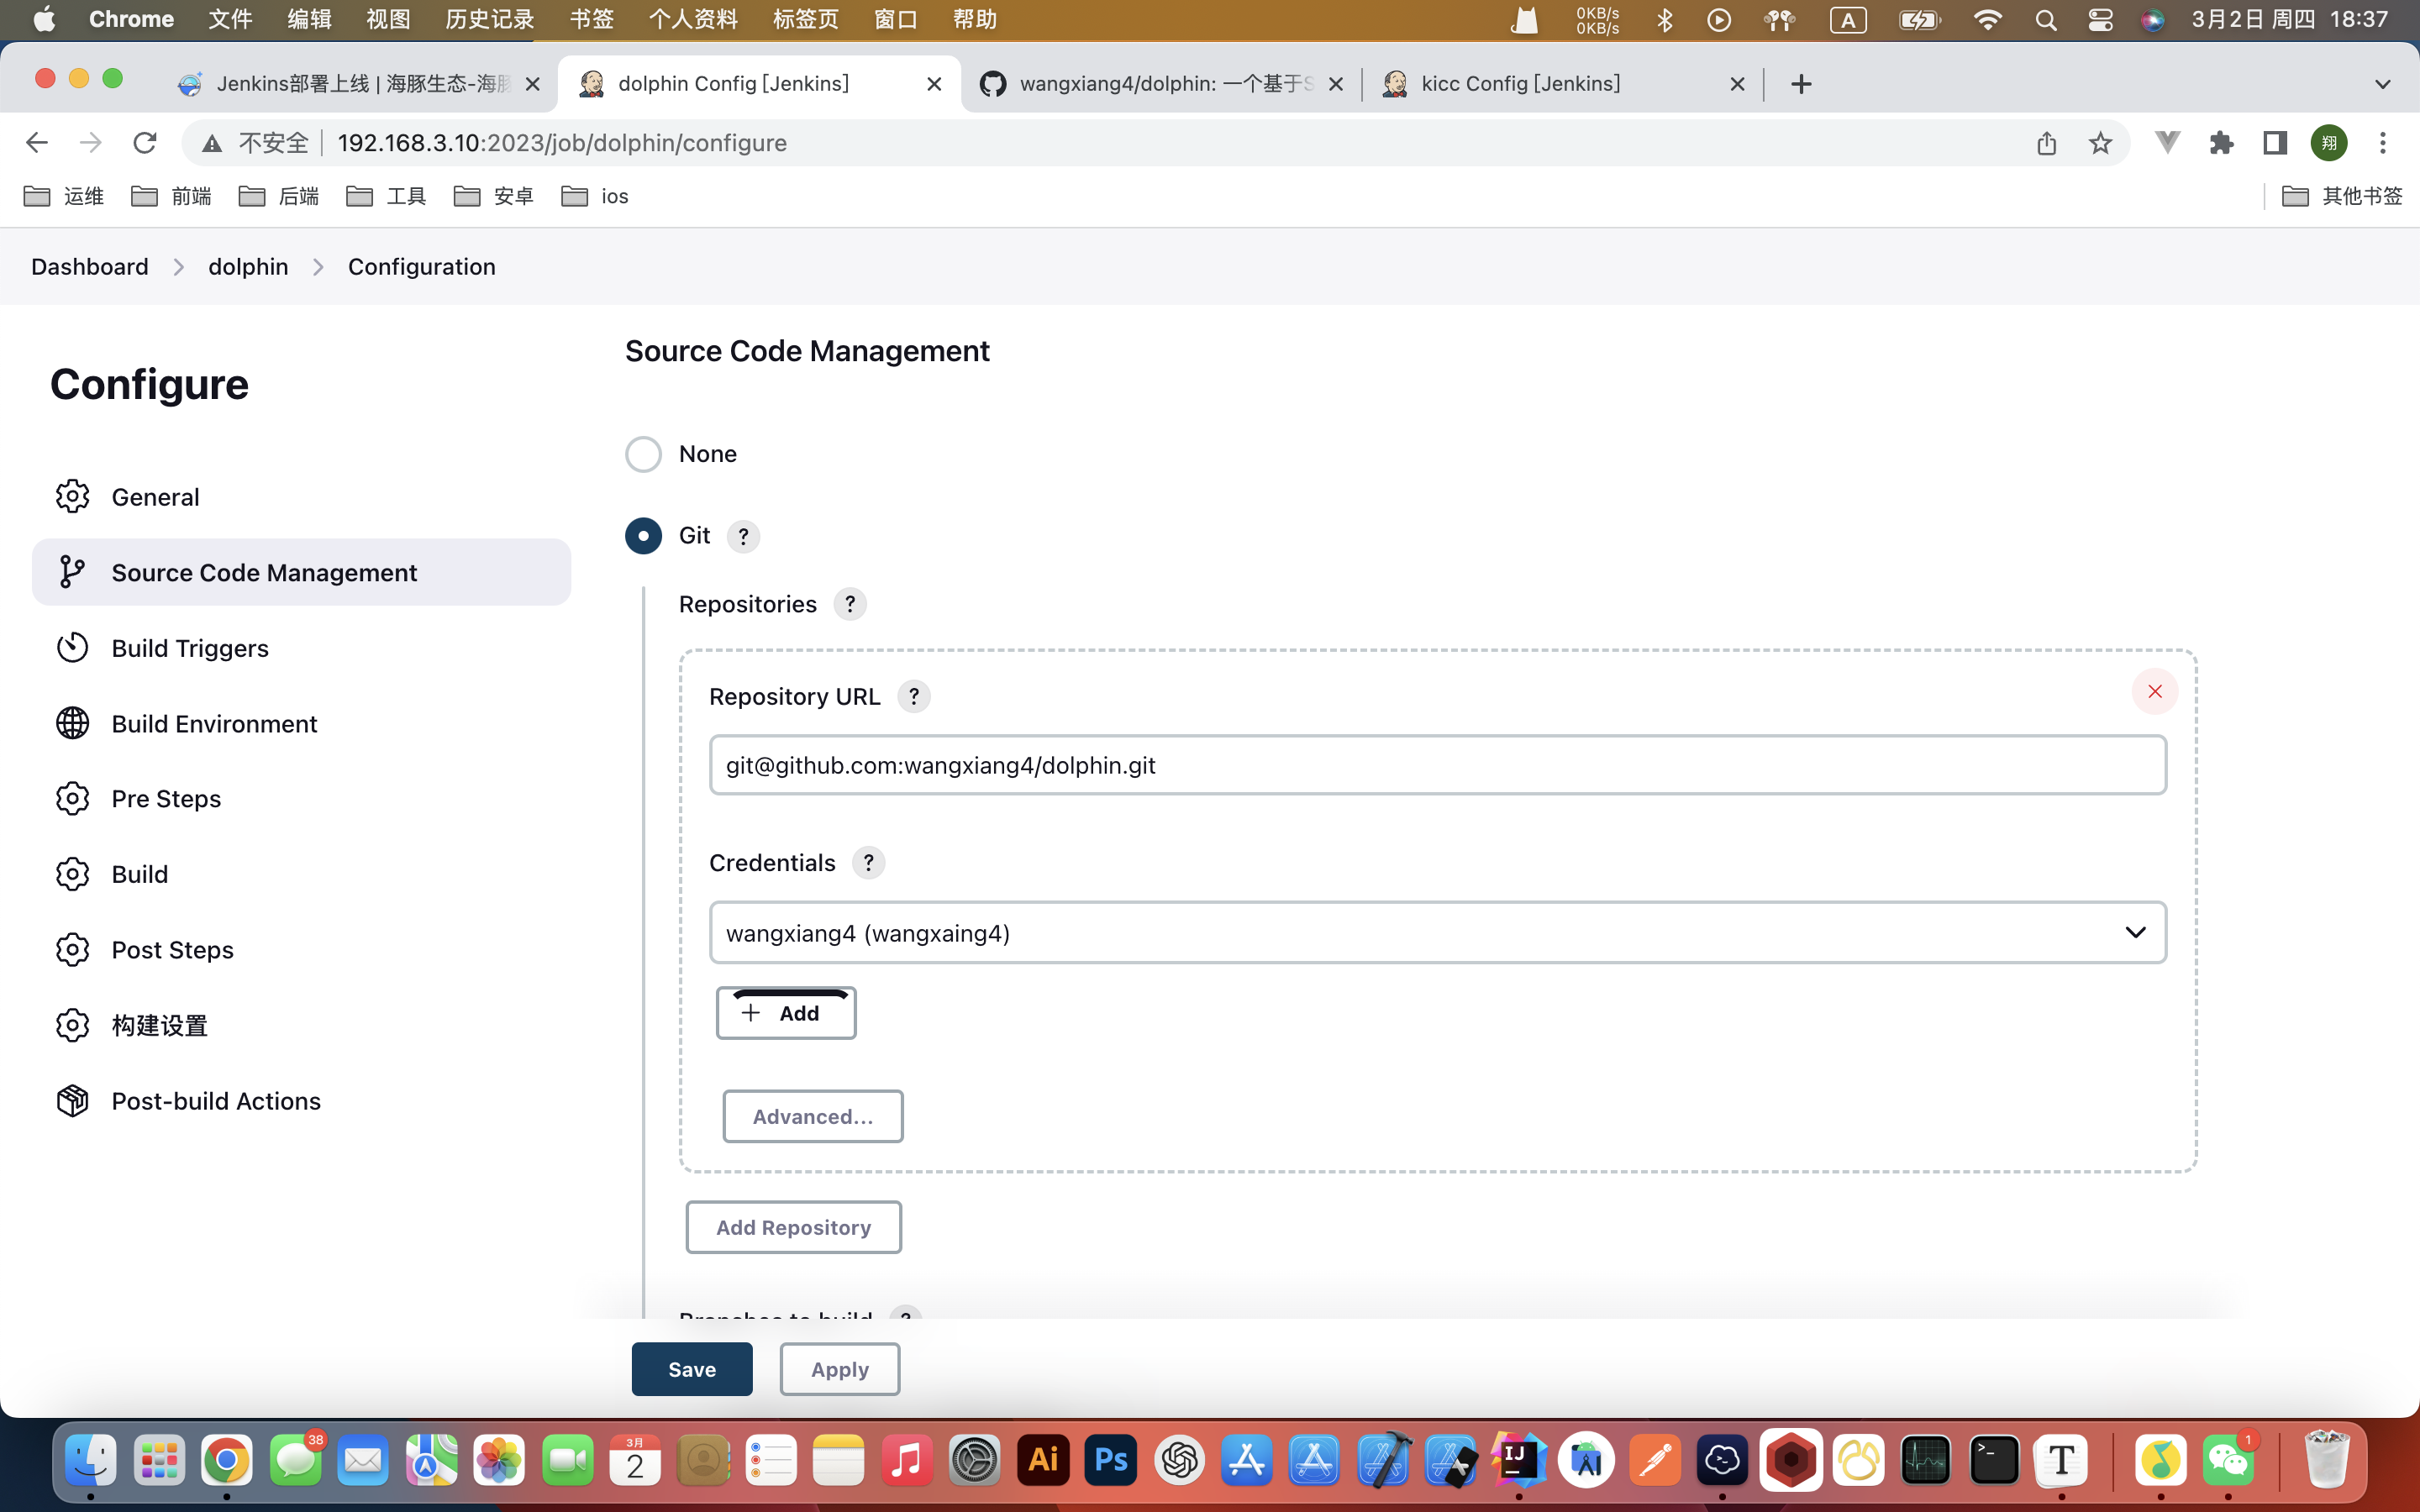 Chrome 文件 编辑 视图 历史记录 书签 个人资料 标签页 窗口 帮助 0KB/s 0KB/s A 3月2日 周四 18:37
Jenkins部署上线 | 海豚生态-海豚 dolphin Config [Jenkins] wangxiang4/dolphin: 一个基于S kicc Config [Jenkins]
不安全 192.168.3.10:2023/job/dolphin/configure 翔
运维 前端 后端 工具 安卓 ios 其他书签
Dashboard dolphin Configuration
Configure
General
Source Code Management
Build Triggers
Build Environment
Pre Steps
Build
Post Steps
构建设置
Post-build Actions
Source Code Management
None
Git ?
Repositories ?
Repository URL ?
git@github.com:wangxiang4/dolphin.git
Credentials ?
wangxiang4 (wangxaing4)
Add
Advanced...
Add Repository
Branches to build ?
Save Apply
38 3月 2 Ai Ps IJ >_ T 1